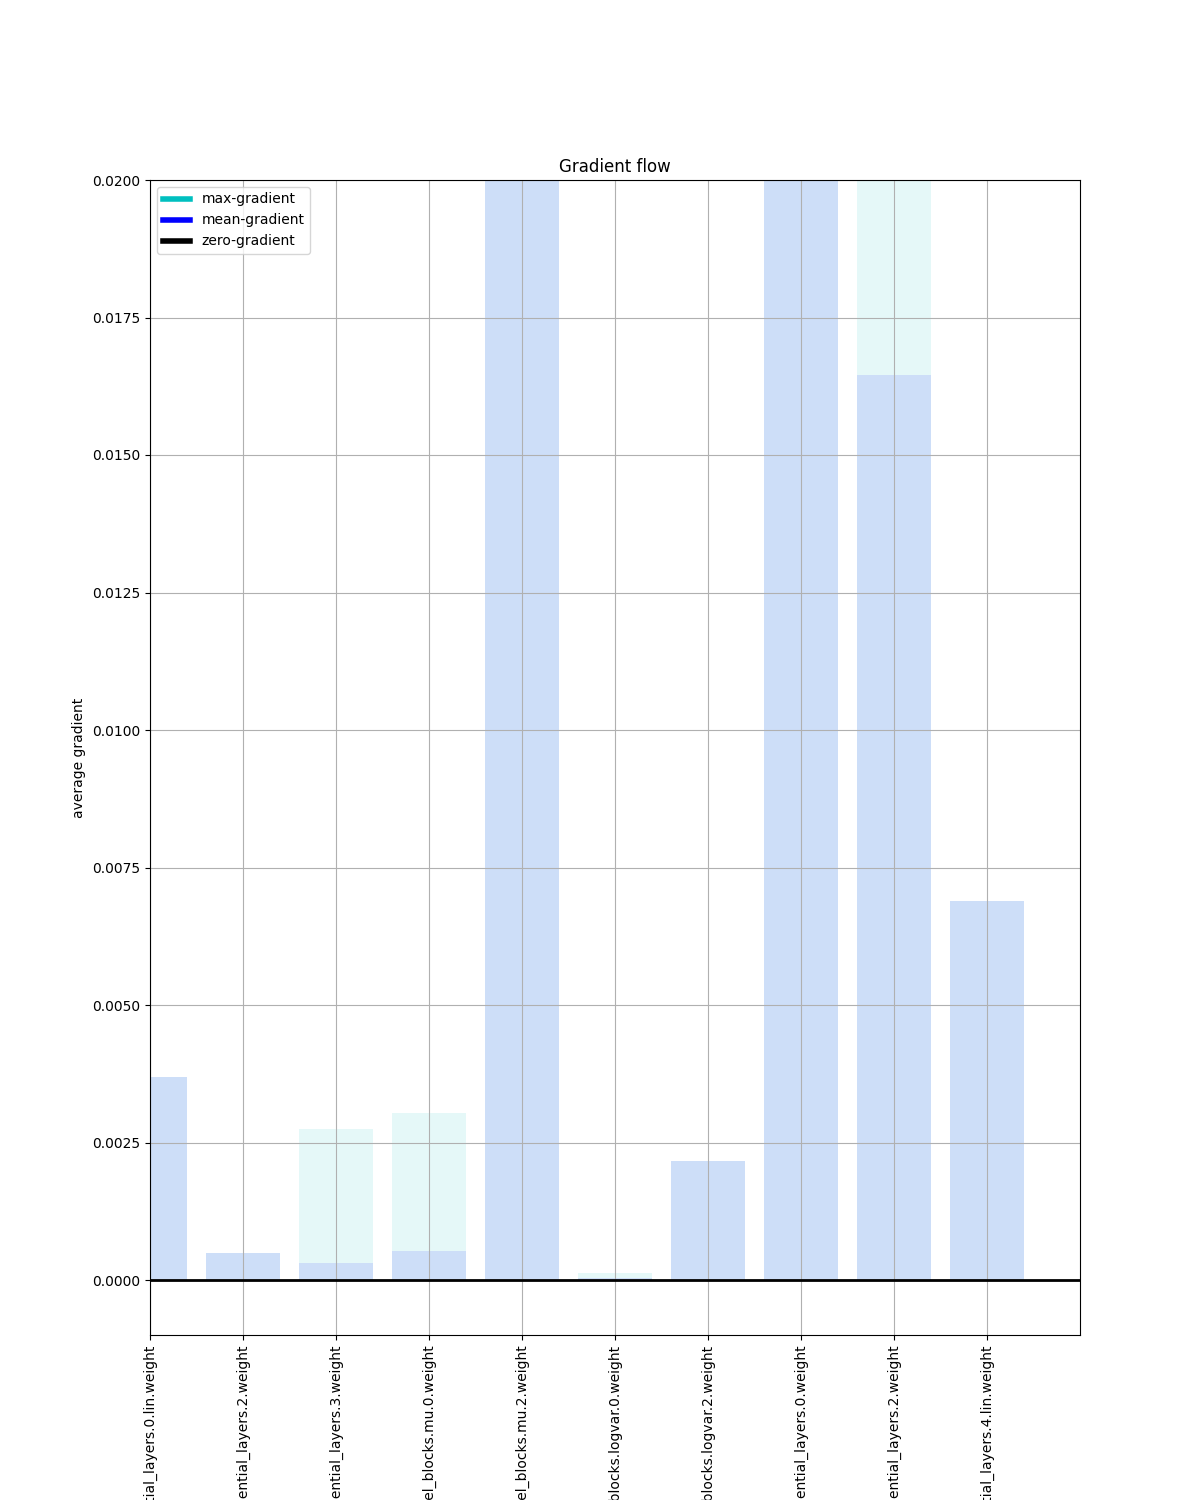 Gradient flow
max-gradient
mean-gradient
zero-gradient
0.0200
0.0175
0.0150
0.0125
0.0100
0.0075
0.0050
0.0025
0.0000
average gradient
tial_layers.0.lin.weight
ential_layers.2.weight
ential_layers.3.weight
el_blocks.mu.0.weight
el_blocks.mu.2.weight
blocks.logvar.0.weight
blocks.logvar.2.weight
ential_layers.0.weight
ential_layers.2.weight
tial_layers.4.lin.weight